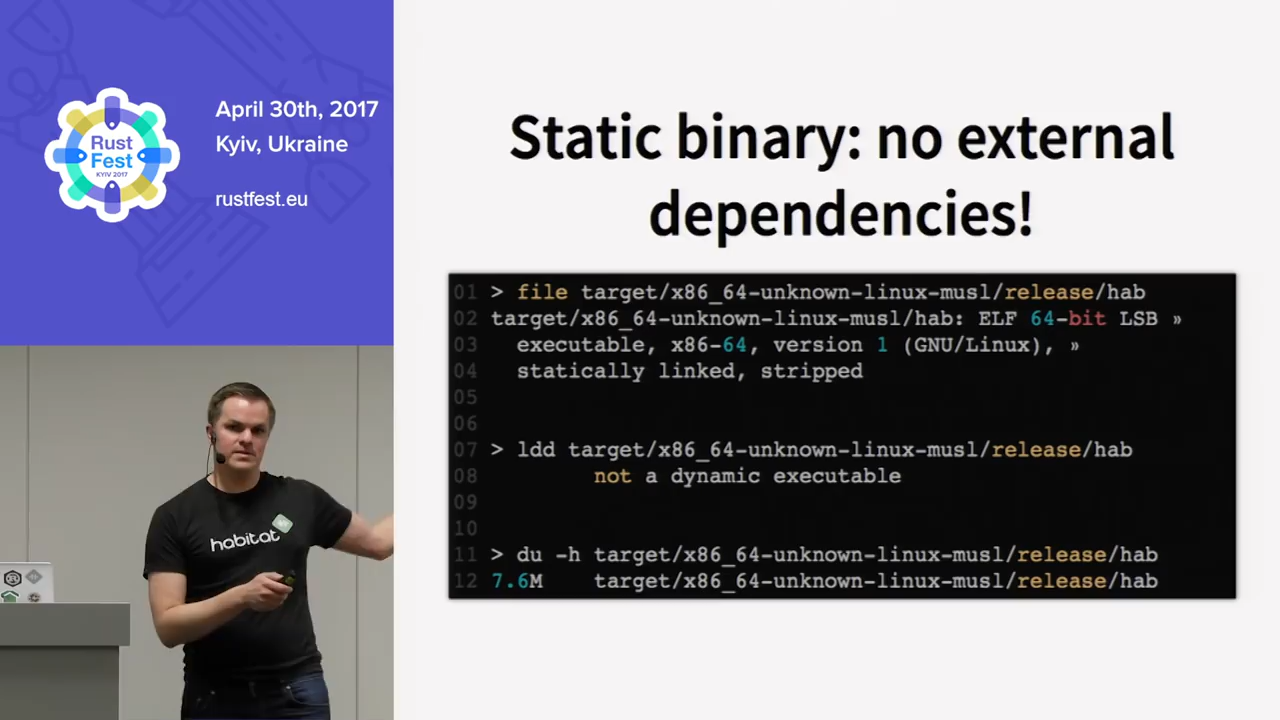 April 30th, 2017
Kyiv, Ukraine
rustfest.eu
Rust
Fest
KYIV 2017
Static binary: no external
dependencies!
01 > file target/x86_64-unknown-linux-musl/release/hab
02 target/x86_64-unknown-linux-musl/hab: ELF 64-bit LSB »
03 executable, x86-64, version 1 (GNU/Linux), »
04 statically linked, stripped
05
06
07 > ldd target/x86_64-unknown-linux-musl/release/hab
08 not a dynamic executable
09
10
11 > du -h target/x86_64-unknown-linux-musl/release/hab
12 7.6M target/x86_64-unknown-linux-musl/release/hab
habitat